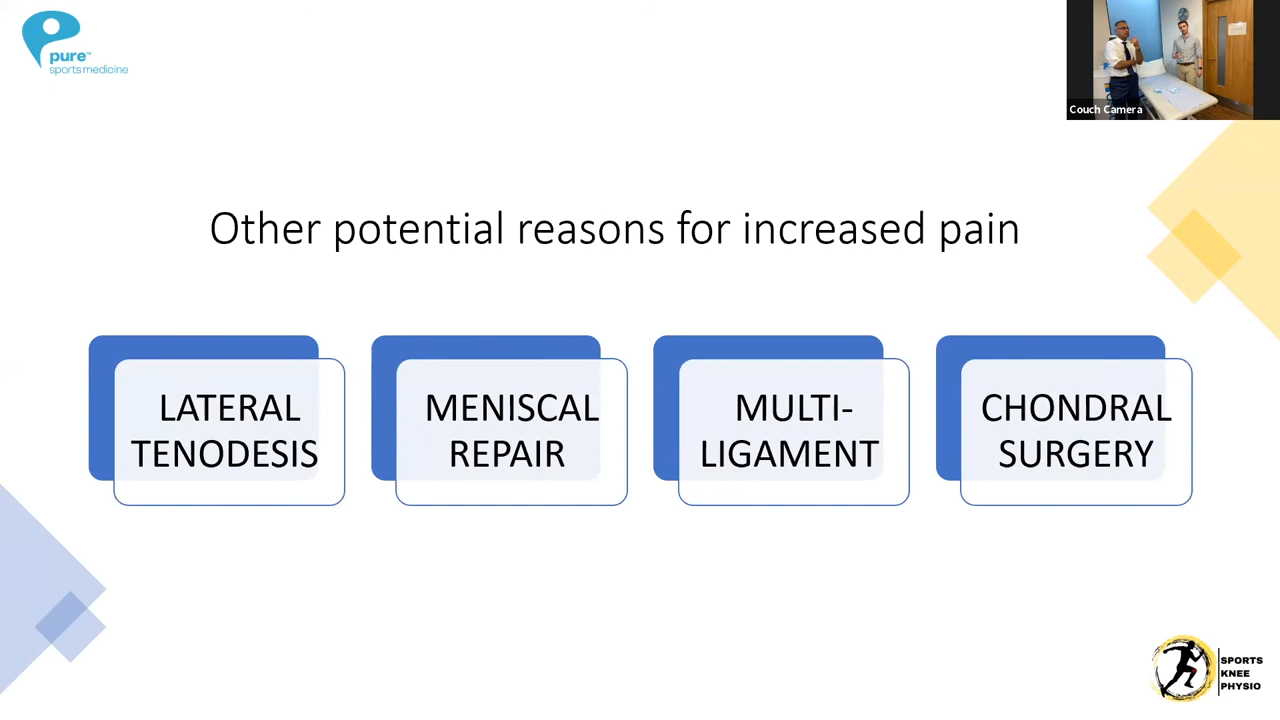 pure™
sports medicine
Couch Camera
Other potential reasons for increased pain
LATERAL
TENODESIS
MENISCAL
REPAIR
MULTI-
LIGAMENT
CHONDRAL
SURGERY
SPORTS
KNEE
PHYSIO